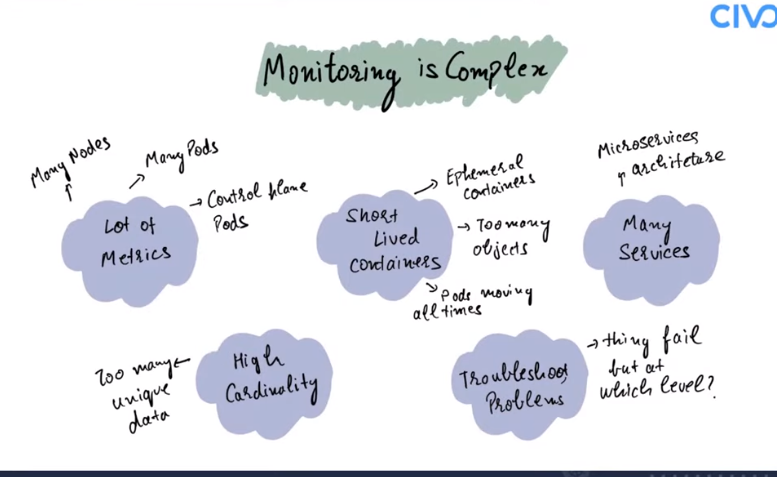 CIVO
Monitoring is Complex
Many Nodes
Many Pods
Control plane
Pods
Lot of
Metrics
Ephemeral
containers
Too many
objects
Pods moving
all times
Short
Lived
Containers
Microservices
architeture
Many
Services
Too many
unique
data
High
Cardinality
Troubleshoot
Problems
thing fail
but at
which level?